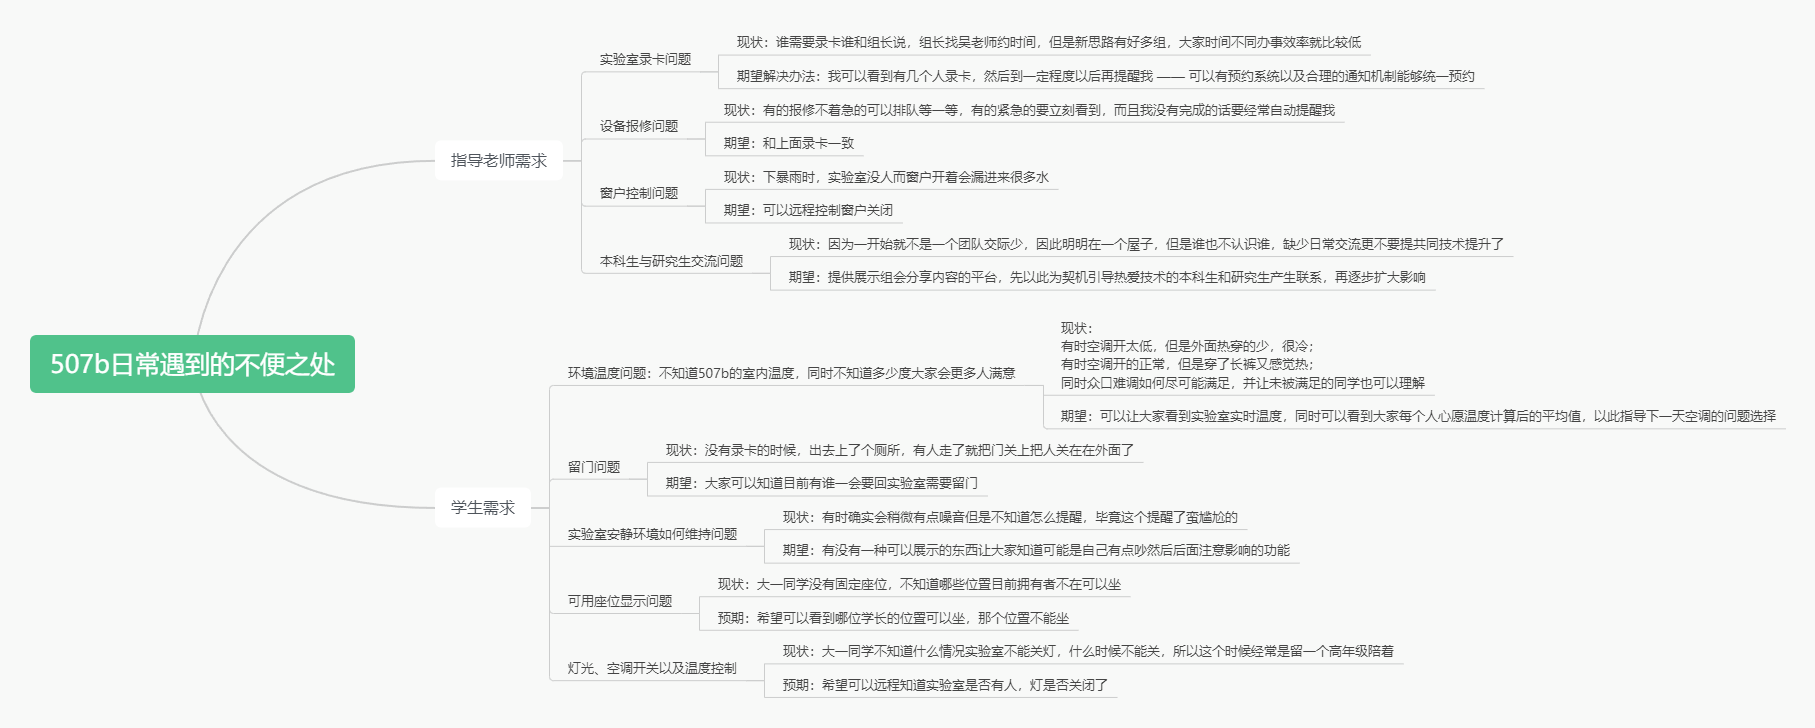 507b日常遇到的不便之处
指导老师需求
实验室录卡问题
现状：谁需要录卡谁和组长说，组长找吴老师约时间，但是新思路有好多组，大家时间不同办事效率就比较低
期望解决办法：我可以看到有几个人录卡，然后到一定程度以后再提醒我 —— 可以有预约系统以及合理的通知机制能够统一预约
设备报修问题
现状：有的报修不着急的可以排队等一等，有的紧急的要立刻看到，而且我没有完成的话要经常自动提醒我
期望：和上面录卡一致
窗户控制问题
现状：下暴雨时，实验室没人而窗户开着会漏进来很多水
期望：可以远程控制窗户关闭
本科生与研究生交流问题
现状：因为一开始就不是一个团队交际少，因此明明在一个屋子，但是谁也不认识谁，缺少日常交流更不要提共同技术提升了
期望：提供展示组会分享内容的平台，先以此为契机引导热爱技术的本科生和研究生产生联系，再逐步扩大影响
学生需求
环境温度问题：不知道507b的室内温度，同时不知道多少度大家会更多人满意
现状：
有时空调开太低，但是外面热穿的少，很冷；
有时空调开的正常，但是穿了长裤又感觉热；
同时众口难调如何尽可能满足，并让未被满足的同学也可以理解
期望：可以让大家看到实验室实时温度，同时可以看到大家每个人心愿温度计算后的平均值，以此指导下一天空调的问题选择
留门问题
现状：没有录卡的时候，出去上了个厕所，有人走了就把门关上把人关在在外面了
期望：大家可以知道目前有谁一会要回实验室需要留门
实验室安静环境如何维持问题
现状：有时确实会稍微有点噪音但是不知道怎么提醒，毕竟这个提醒了蛮尴尬的
期望：有没有一种可以展示的东西让大家知道可能是自己有点吵然后后面注意影响的功能
可用座位显示问题
现状：大一同学没有固定座位，不知道哪些位置目前拥有者不在可以坐
预期：希望可以看到哪位学长的位置可以坐，那个位置不能坐
灯光、空调开关以及温度控制
现状：大一同学不知道什么情况实验室不能关灯，什么时候不能关，所以这个时候经常是留一个高年级陪着
预期：希望可以远程知道实验室是否有人，灯是否关闭了